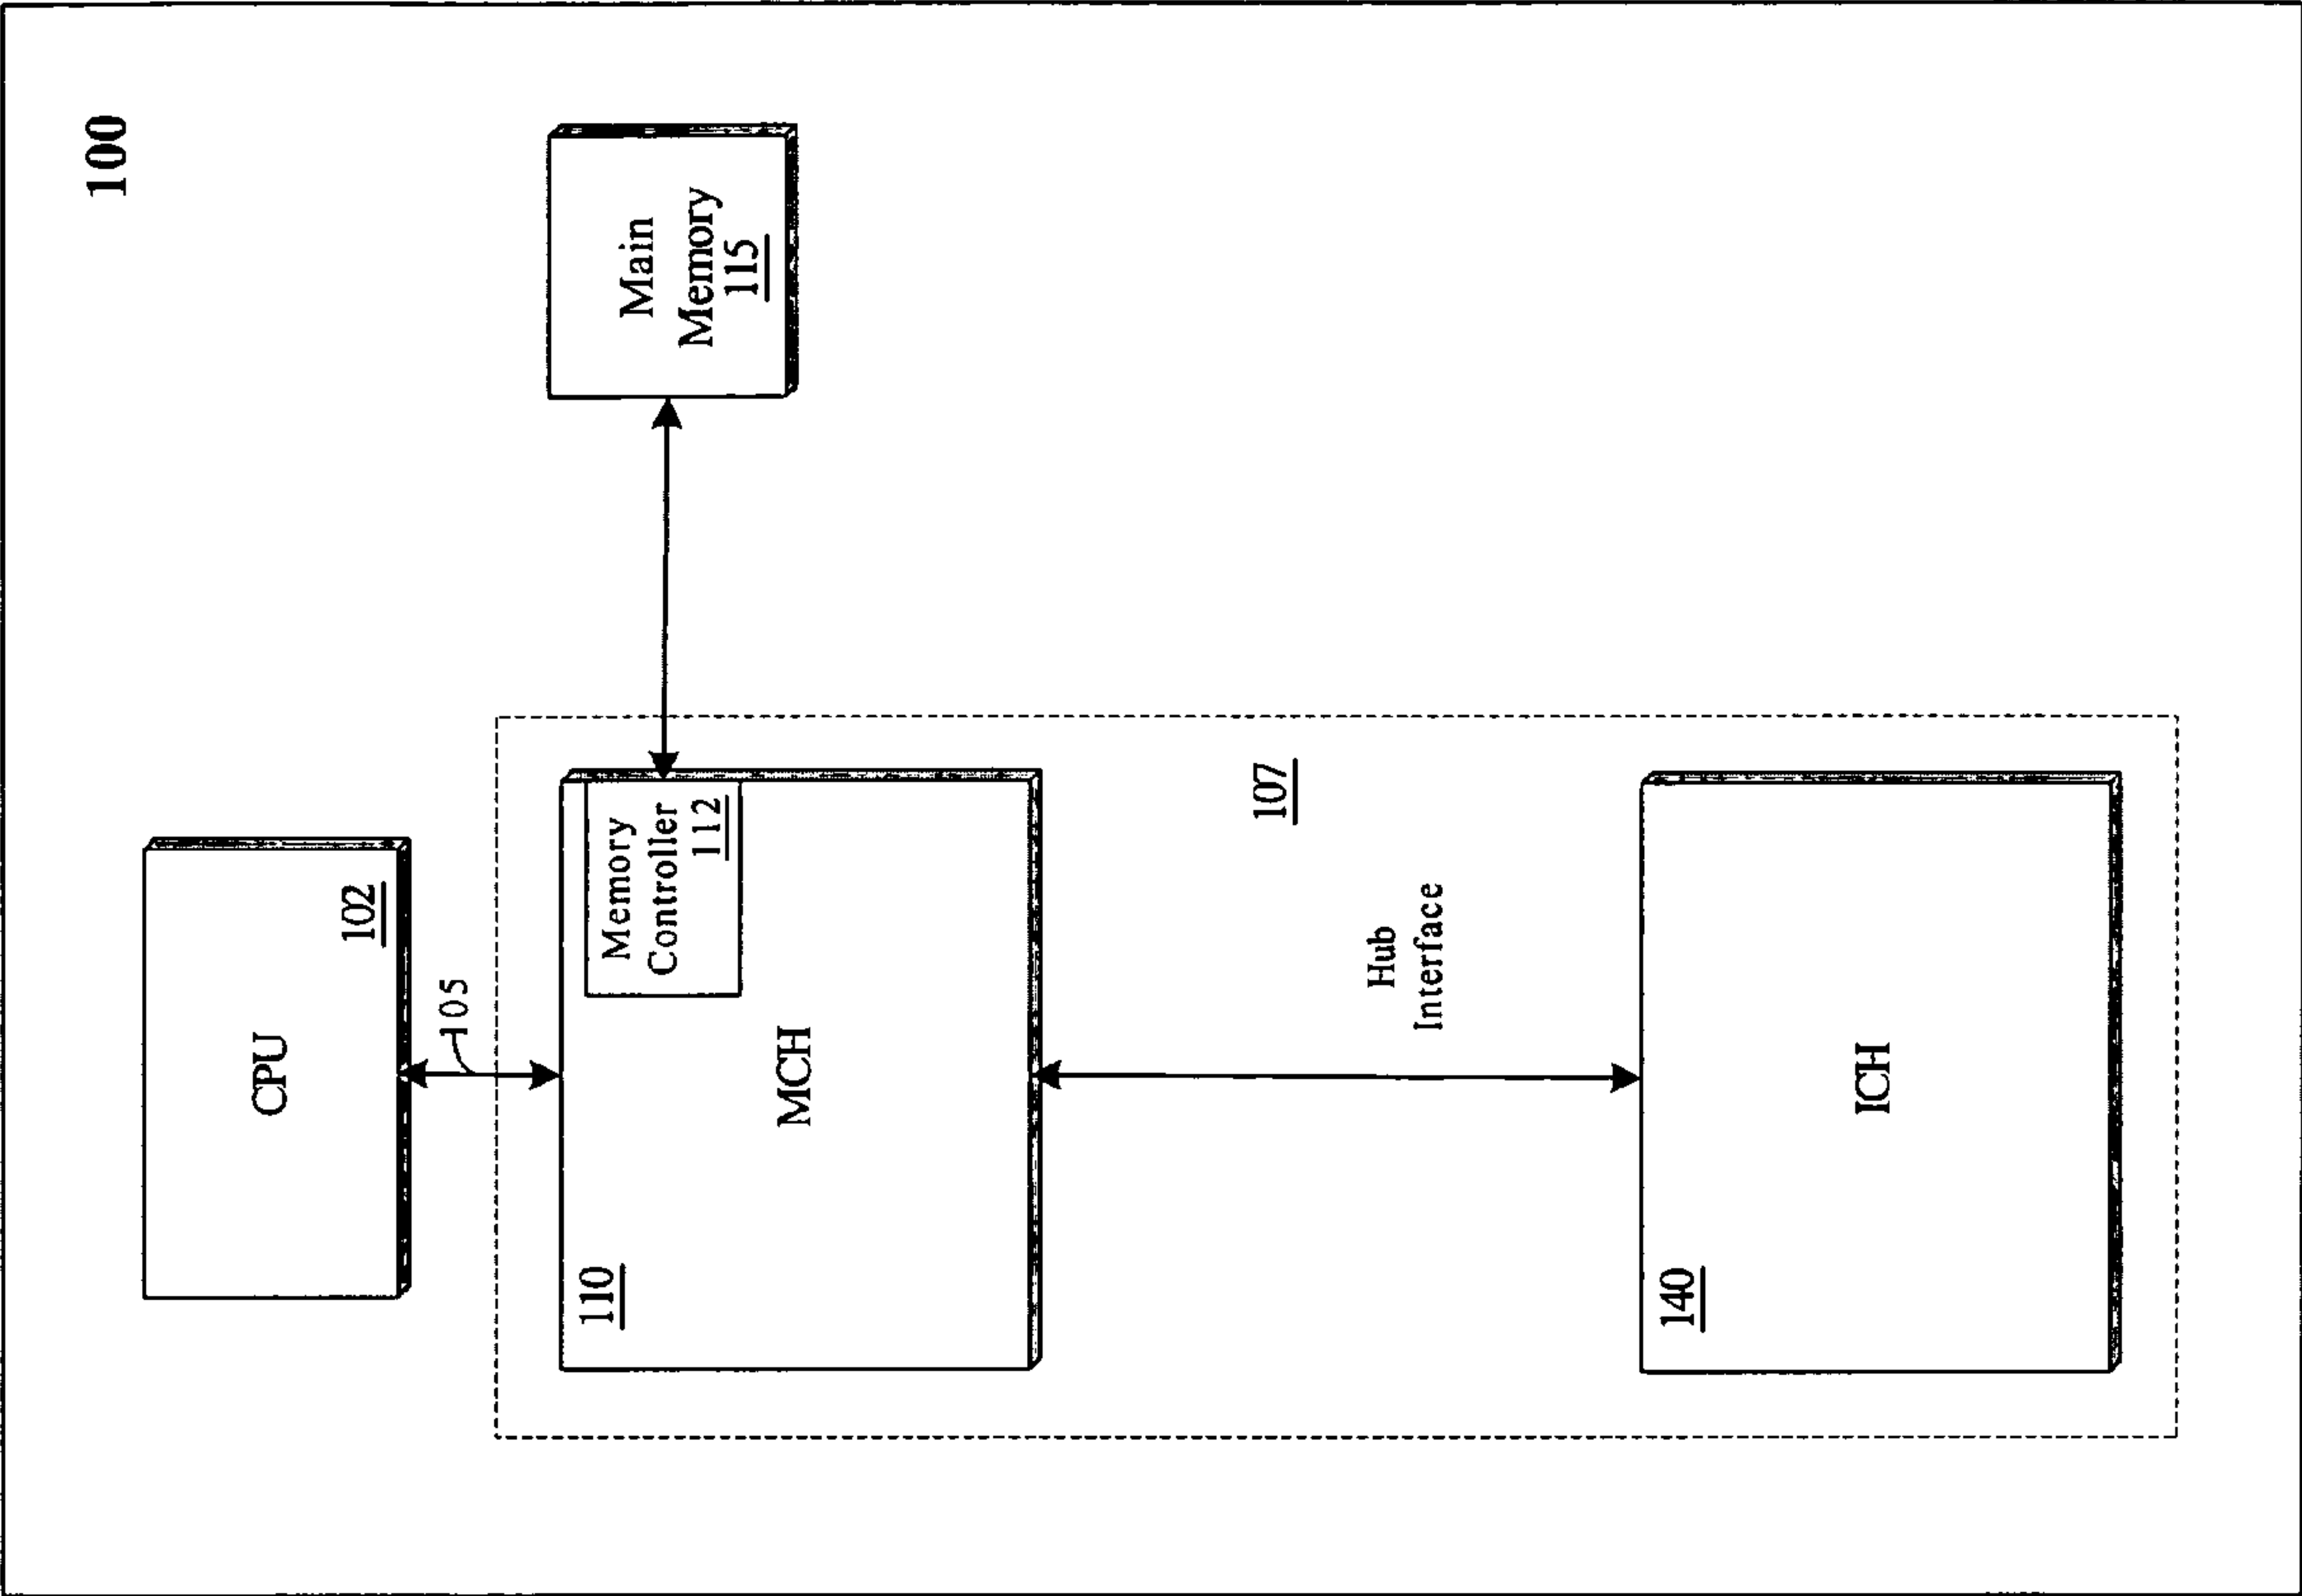 100
CPU
102
105
Main
Memory
115
Memory
Controller
112
MCH
110
107
Hub
Interface
ICH
140